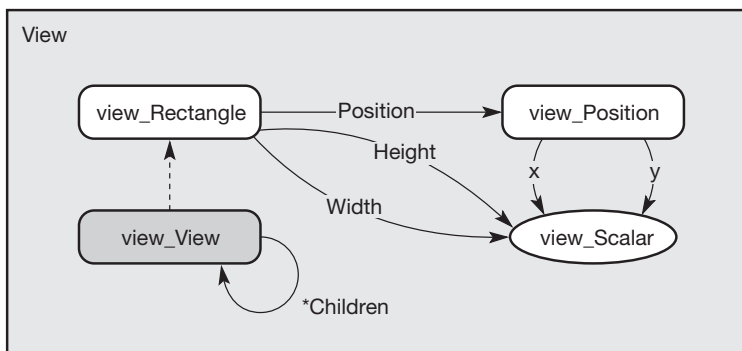 View
view_Rectangle
Position
view_Position
Height
x
y
Width
view_View
view_Scalar
*Children